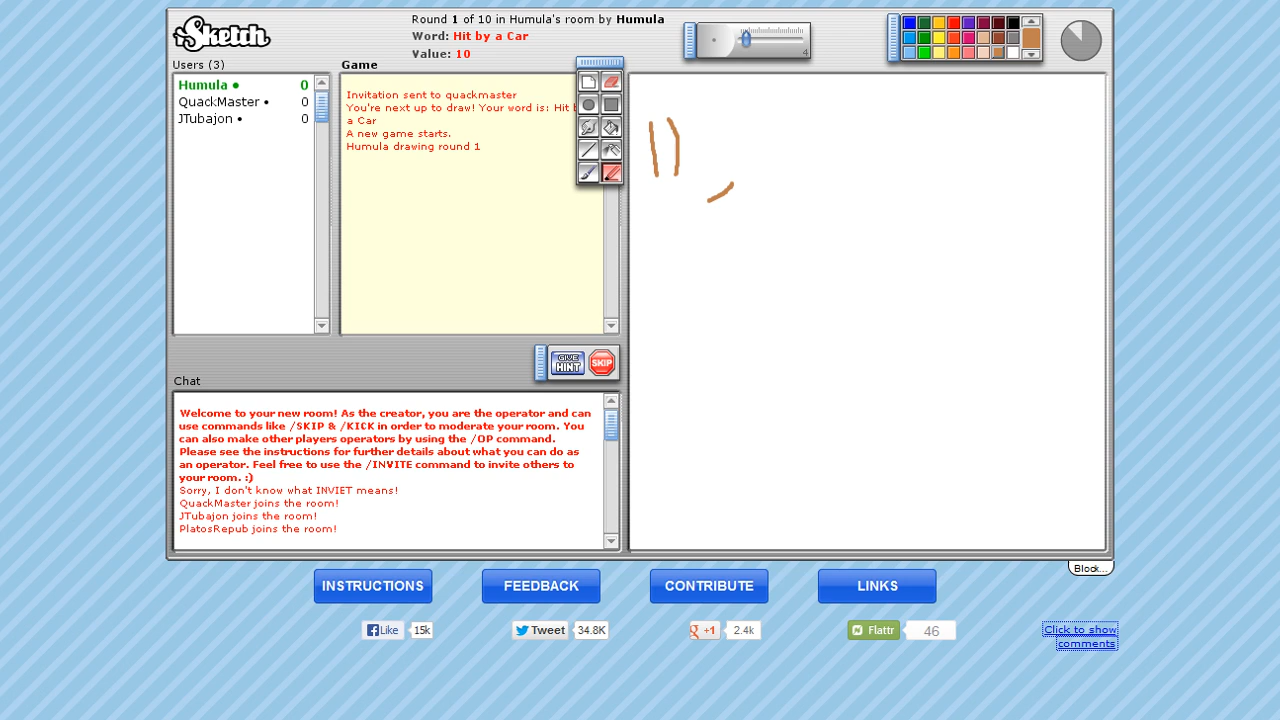 iSketch
Round 1 of 10 in Humula's room by Humula
Word: Hit by a Car
Value: 10
4
Users (3)
Game
Humula • 0
QuackMaster • 0
JTubajon • 0
Invitation sent to quackmaster
You're next up to draw! Your word is: Hit b
a Car
A new game starts.
Humula drawing round 1
GIVE
HINT
SKIP
Chat
Welcome to your new room! As the creator, you are the operator and can
use commands like /SKIP & /KICK in order to moderate your room. You
can also make other players operators by using the /OP command.
Please see the instructions for further details about what you can do as
an operator. Feel free to use the /INVITE command to invite others to
your room. :)
Sorry, I don't know what INVIET means!
QuackMaster joins the room!
JTubajon joins the room!
PlatosRepub joins the room!
Block...
INSTRUCTIONS
FEEDBACK
CONTRIBUTE
LINKS
Like 15k
Tweet 34.8K
g +1 2.4k
Flattr 46
Click to show
comments